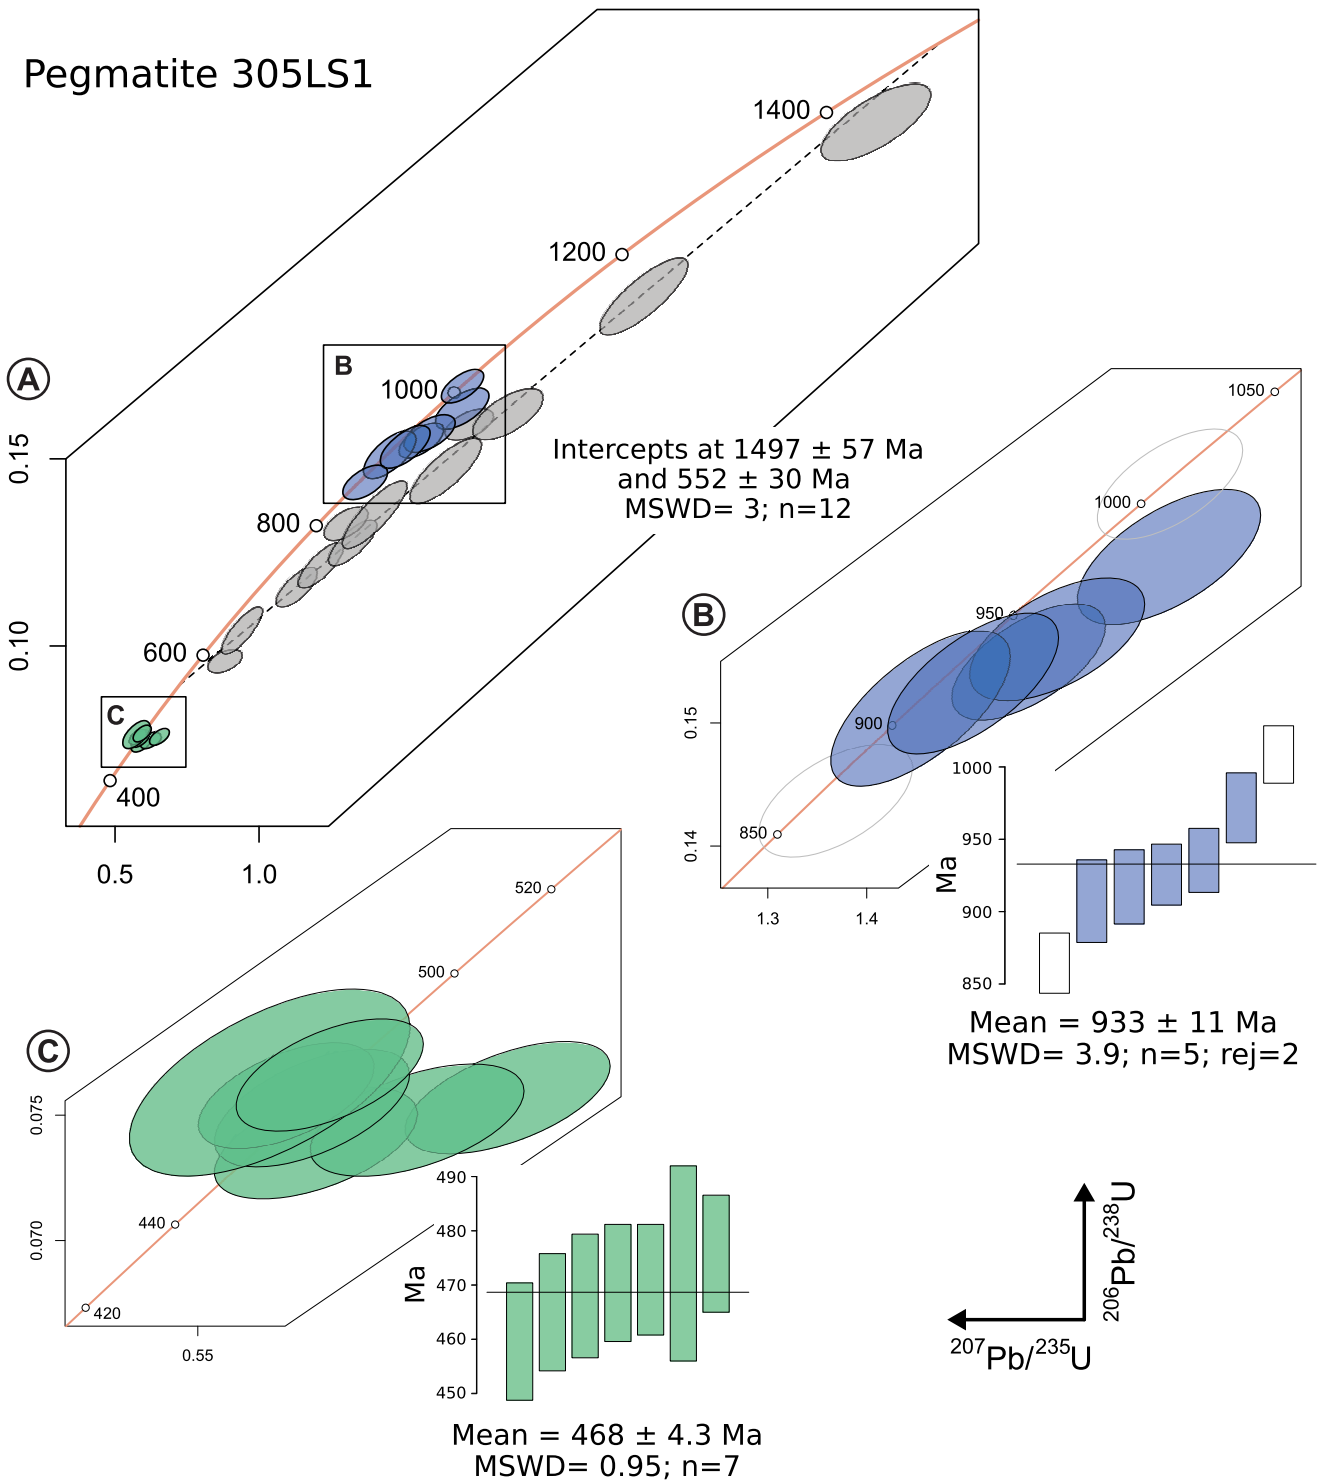 Pegmatite 305LS1
A
0.15
0.10
0.5
1.0
1400
1200
1000
800
600
400
B
C
Intercepts at 1497 ± 57 Ma
and 552 ± 30 Ma
MSWD= 3; n=12
B
1050
1000
950
900
850
0.15
0.14
1.3
1.4
Ma
1000
950
900
850
Mean = 933 ± 11 Ma
MSWD= 3.9; n=5; rej=2
C
520
500
440
420
0.075
0.070
0.55
Ma
490
480
470
460
450
Mean = 468 ± 4.3 Ma
MSWD= 0.95; n=7
206Pb/238U
207Pb/235U